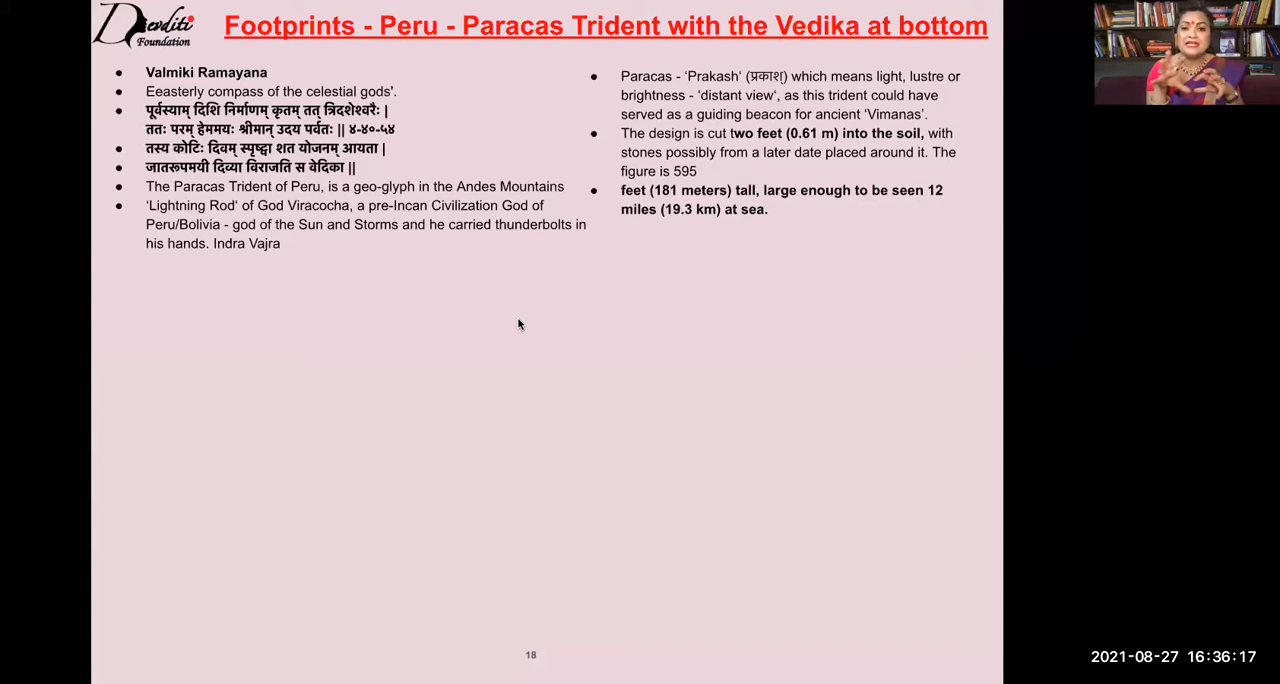 Devditi
Foundation
Footprints - Peru - Paracas Trident with the Vedika at bottom
● Valmiki Ramayana
● Eeasterly compass of the celestial gods'.
● पूर्वस्याम् दिशि निर्माणम् कृतम् तत् त्रिदशेश्वरैः |
ततः परम् हेममयः श्रीमान् उदय पर्वतः || ४-४०-५४
● तस्य कोटिः दिवम् स्पृष्ट्वा शत योजनम् आयता |
● जातरूपमयी दिव्या विराजति स वेदिका ||
● The Paracas Trident of Peru, is a geo-glyph in the Andes Mountains
● 'Lightning Rod' of God Viracocha, a pre-Incan Civilization God of
Peru/Bolivia - god of the Sun and Storms and he carried thunderbolts in
his hands. Indra Vajra
● Paracas - 'Prakash' (प्रकाश्) which means light, lustre or
brightness - 'distant view', as this trident could have
served as a guiding beacon for ancient 'Vimanas'.
● The design is cut two feet (0.61 m) into the soil, with
stones possibly from a later date placed around it. The
figure is 595
● feet (181 meters) tall, large enough to be seen 12
miles (19.3 km) at sea.
18
2021-08-27 16:36:17